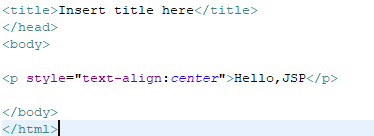 <title>Insert title here</title>
</head>
<body>
<p style="text-align:center">Hello,JSP</p>
</body>
</html>